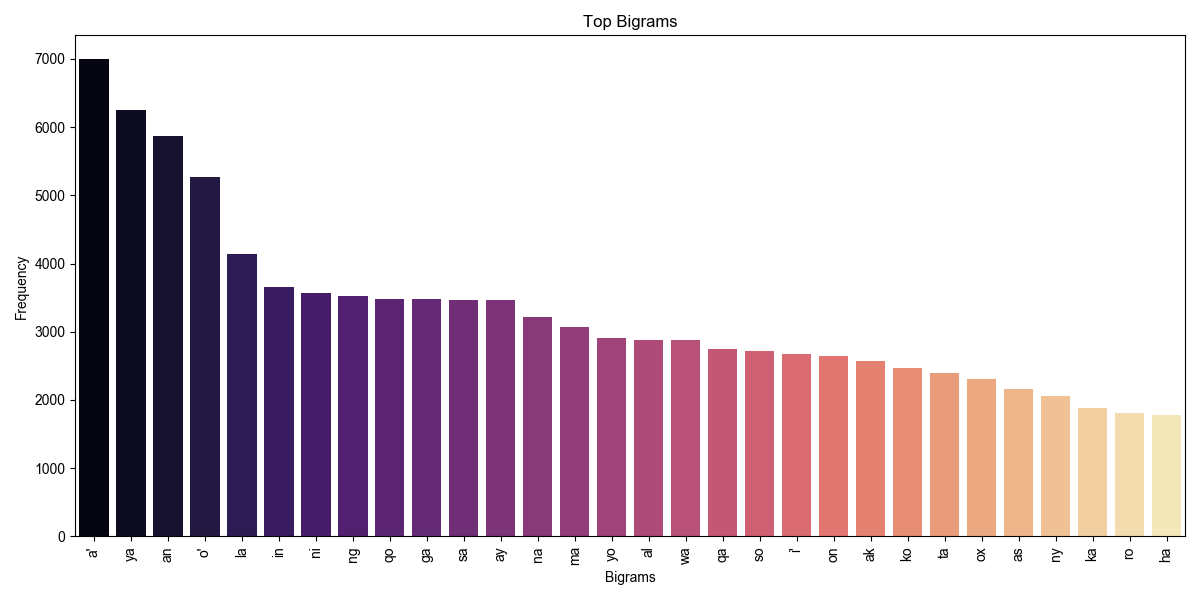 Top Bigrams
Frequency
7000
6000
5000
4000
3000
2000
1000
0
a' ya an o' la in ni ng qo ga sa ay na ma yo al wa qa so i' on ak ko ta ox as ny ka ro ha
Bigrams